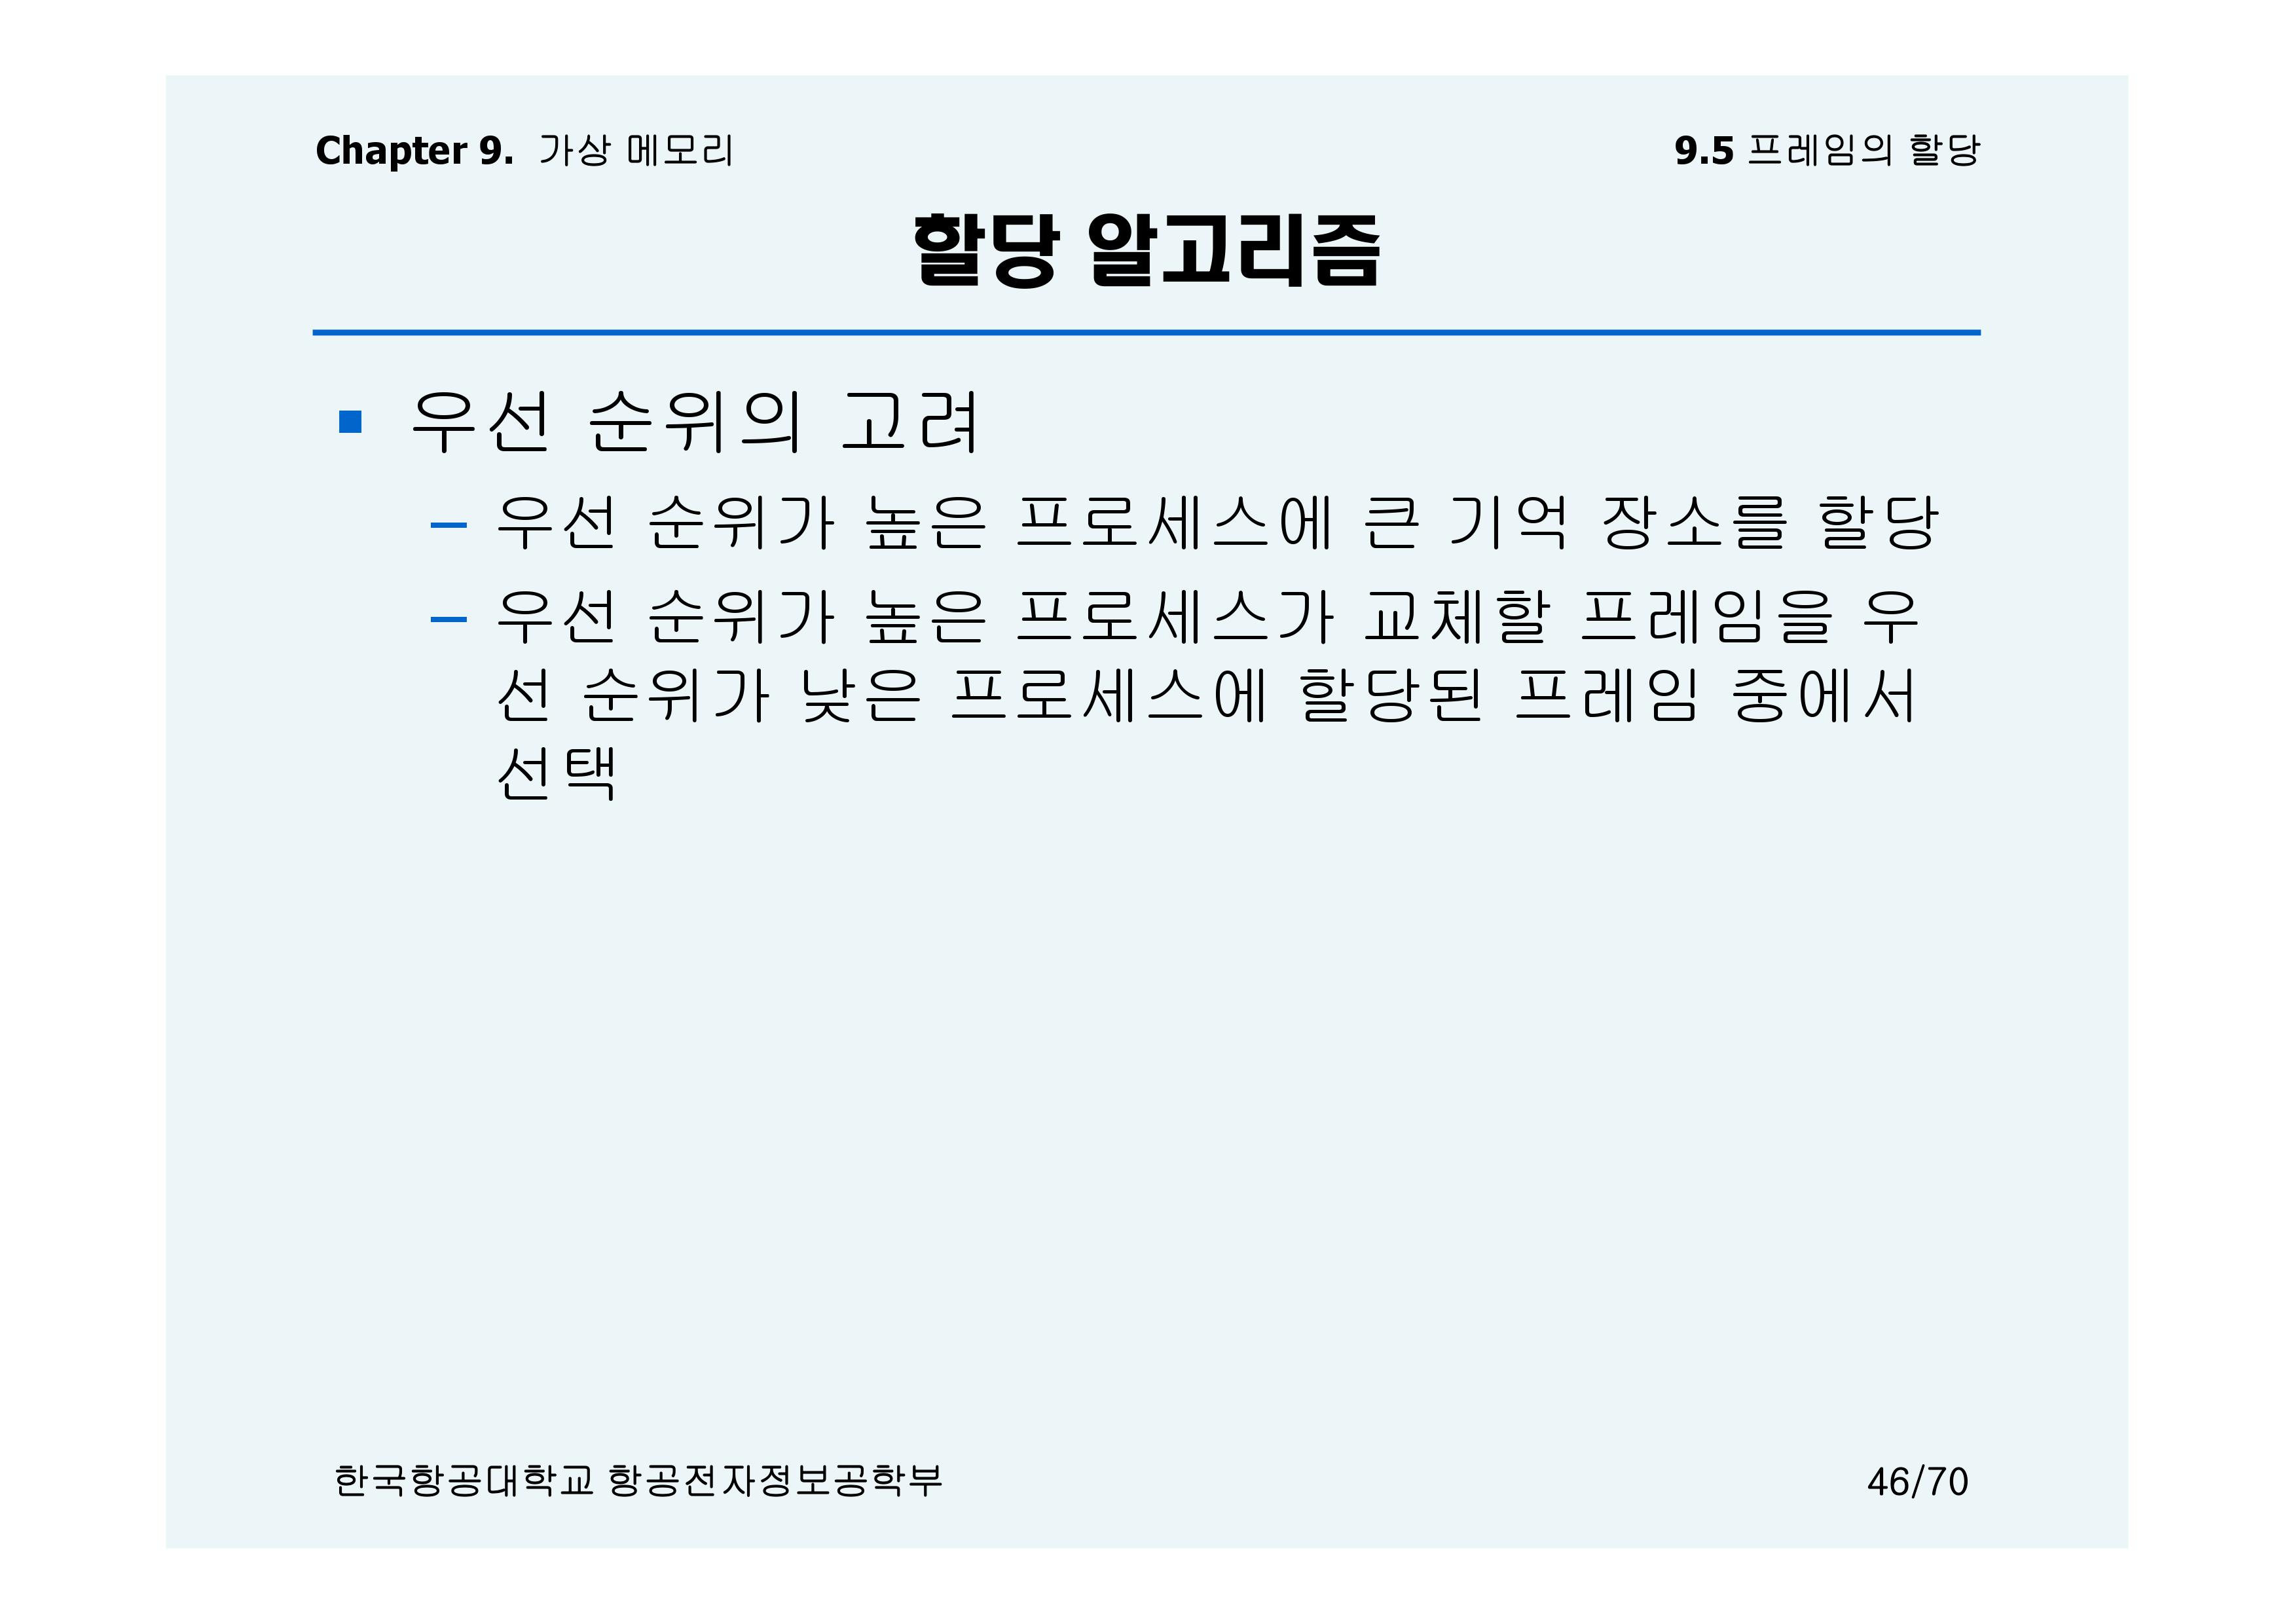 Chapter 9. 가상 메모리
9.5 프레임의 할당
할당 알고리즘
우선 순위의 고려
우선 순위가 높은 프로세스에 큰 기억 장소를 할당
우선 순위가 높은 프로세스가 교체할 프레임을 우
선 순위가 낮은 프로세스에 할당된 프레임 중에서
선택
한국항공대학교 항공전자정보공학부
46/70